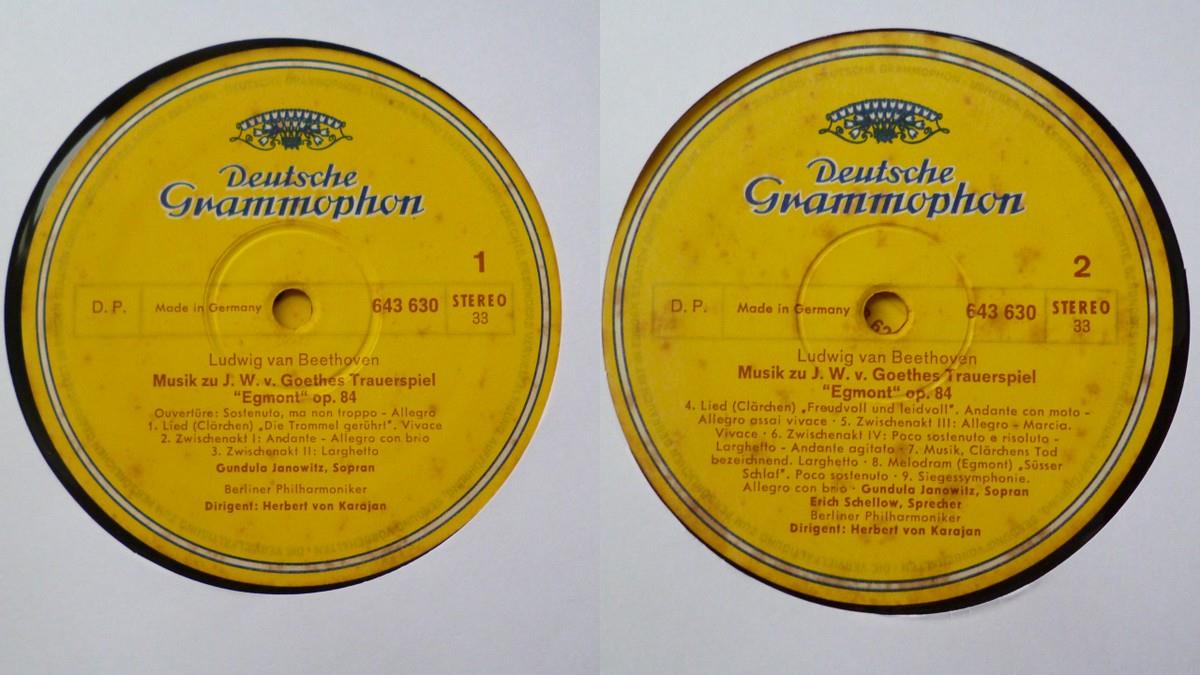 Deutsche
Grammophon
1
D. P.
Made in Germany
643 630
STEREO
33
Ludwig van Beethoven
Musik zu J. W. v. Goethes Trauerspiel
“Egmont“ op. 84
Ouvertüre: Sostenuto, ma non troppo - Allegro
1. Lied (Clärchen) „Die Trommel gerührt“. Vivace
2. Zwischenakt I: Andante - Allegro con brio
3. Zwischenakt II: Larghetto
Gundula Janowitz, Sopran
Berliner Philharmoniker
Dirigent: Herbert von Karajan
Deutsche
Grammophon
2
D. P.
Made in Germany
643 630
STEREO
33
Ludwig van Beethoven
Musik zu J. W. v. Goethes Trauerspiel
“Egmont“ op. 84
4. Lied (Clärchen) „Freudvoll und leidvoll“. Andante con moto -
Allegro assai vivace · 5. Zwischenakt III: Allegro - Marcia.
Vivace · 6. Zwischenakt IV: Poco sostenuto e risoluto -
Larghetto - Andante agitato · 7. Musik, Clärchens Tod
bezeichnend. Larghetto · 8. Melodram (Egmont) „Süsser
Schlaf“. Poco sostenuto · 9. Siegessymphonie.
Allegro con brio · Gundula Janowitz, Sopran
Erich Schellow, Sprecher
Berliner Philharmoniker
Dirigent: Herbert von Karajan